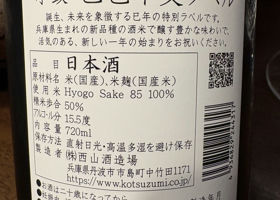 誕生、未来を象徴する巳年の特別ラベルです。
兵庫県生まれの新品種の酒米で醸す豊かな味わいで、
活気のある、新しい一年の始まりをお祝いください。
品目 日本酒
原材料名 米(国産)、米麹(国産米)
使用米 Hyogo Sake 85 100%
精米歩合 50%
アルコール分 15.5度
内容量 720ml
保存方法 直射日光・高温多湿を避け保存
製造者 (株)西山酒造場
兵庫県丹波市市島町中竹田1171
https://www.kotsuzumi.co.jp/
●お酒は二十歳になってから
製造年月